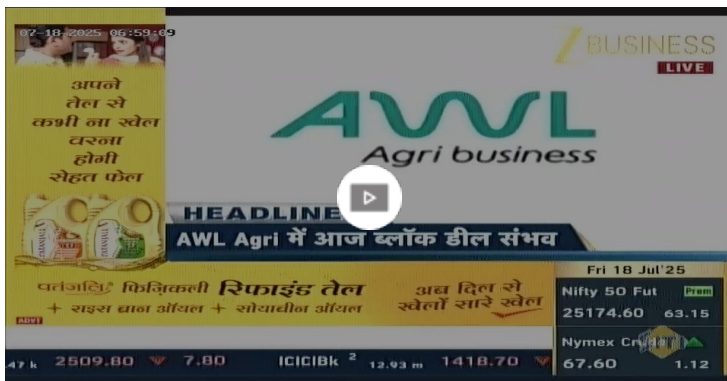 07-18-2025 06:59:09
Z BUSINESS
LIVE
अपने
तेल से
कभी ना खेल
वरना
होगी
सेहत फेल
AWL
Agri business
HEADLINE
AWL Agri में आज ब्लॉक डील संभव
पतंजलि फिज़िकली रिफाइंड तेल
+ राइस ब्रान ऑयल + सोयाबीन ऑयल
अब दिल से
खेलों सारे खेल
ADVT
Fri 18 Jul'25
Nifty 50 Fut Prem
25174.60 63.15
Nymex
67.60 1.12
.47 k 2509.80 7.80 ICICIBk 2 12.93 m 1418.70